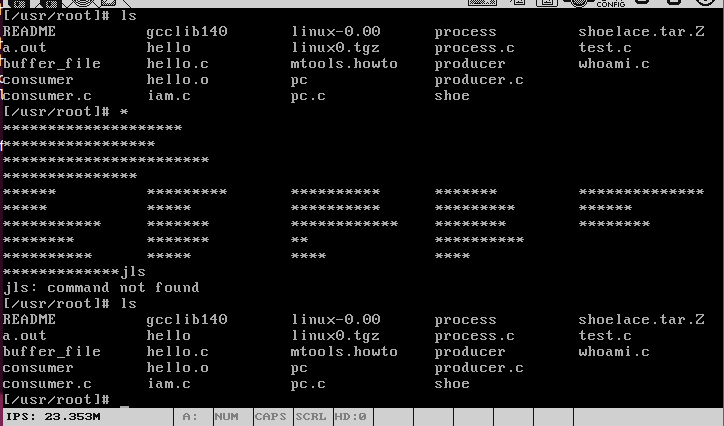 CONFIG
[/usr/root]# ls
README gcclib140 linux-0.00 process shoelace.tar.Z
a.out hello linux0.tgz process.c test.c
buffer_file hello.c mtools.howto producer whoami.c
consumer hello.o pc producer.c
consumer.c iam.c pc.c shoe
[/usr/root]# *
********************
*****************
***********************
***************
****** ********* ********** ******* **************
***** ***** ********** ********* ******
*********** ******* ************ ******** ********
******** ******* ** **********
********** ***** **** ****
*************jls
jls: command not found
[/usr/root]# ls
README gcclib140 linux-0.00 process shoelace.tar.Z
a.out hello linux0.tgz process.c test.c
buffer_file hello.c mtools.howto producer whoami.c
consumer hello.o pc producer.c
consumer.c iam.c pc.c shoe
[/usr/root]# _
IPS: 23.353M A: NUM CAPS SCRL HD:0